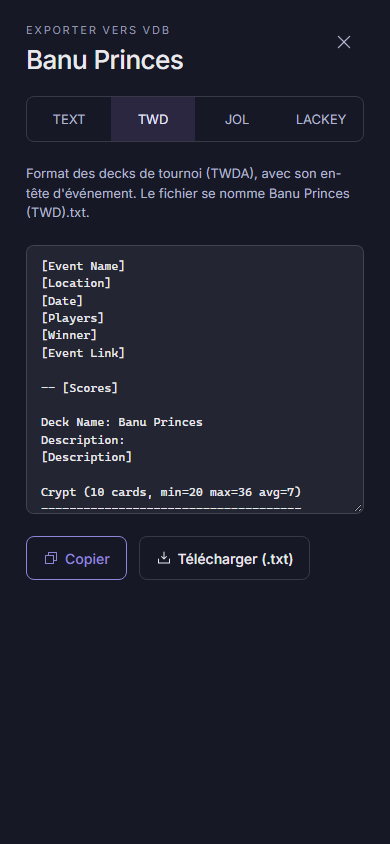 EXPORTER VERS VDB
Banu Princes
TEXT TWD JOL LACKEY
Format des decks de tournoi (TWDA), avec son en-
tête d'événement. Le fichier se nomme Banu Princes
(TWD).txt.
[Event Name]
[Location]
[Date]
[Players]
[Winner]
[Event Link]
-- [Scores]
Deck Name: Banu Princes
Description:
[Description]
Crypt (10 cards, min=20 max=36 avg=7)
-------------------------------------
Copier Télécharger (.txt)